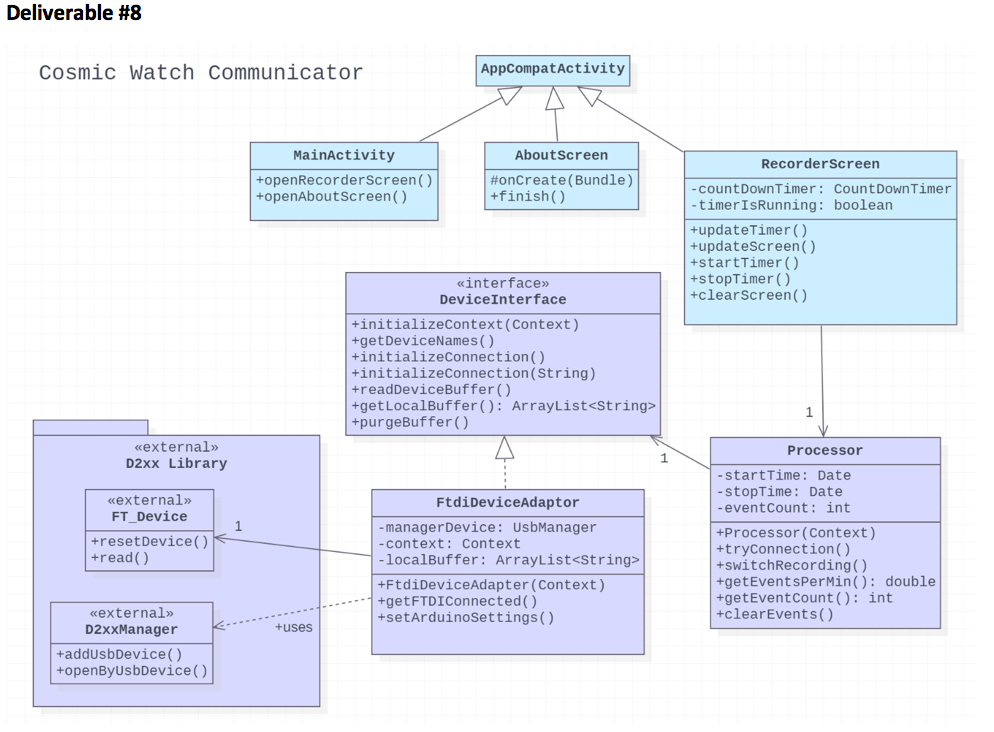 Deliverable #8
Cosmic Watch Communicator
AppCompatActivity
MainActivity
+openRecorderScreen()
+openAboutScreen()
AboutScreen
#onCreate(Bundle)
+finish()
RecorderScreen
-countDownTimer: CountDownTimer
-timerIsRunning: boolean
+updateTimer()
+updateScreen()
+startTimer()
+stopTimer()
+clearScreen()
«interface»
DeviceInterface
+initializeContext(Context)
+getDeviceNames()
+initializeConnection()
+initializeConnection(String)
+readDeviceBuffer()
+getLocalBuffer(): ArrayList<String>
+purgeBuffer()
1
1
Processor
-startTime: Date
-stopTime: Date
-eventCount: int
+Processor(Context)
+tryConnection()
+switchRecording()
+getEventsPerMin(): double
+getEventCount(): int
+clearEvents()
«external»
D2xx Library
«external»
FT_Device
+resetDevice()
+read()
1
«external»
D2xxManager
+addUsbDevice()
+openByUsbDevice()
+uses
FtdiDeviceAdaptor
-managerDevice: UsbManager
-context: Context
-localBuffer: ArrayList<String>
+FtdiDeviceAdapter(Context)
+getFTDIConnected()
+setArduinoSettings()